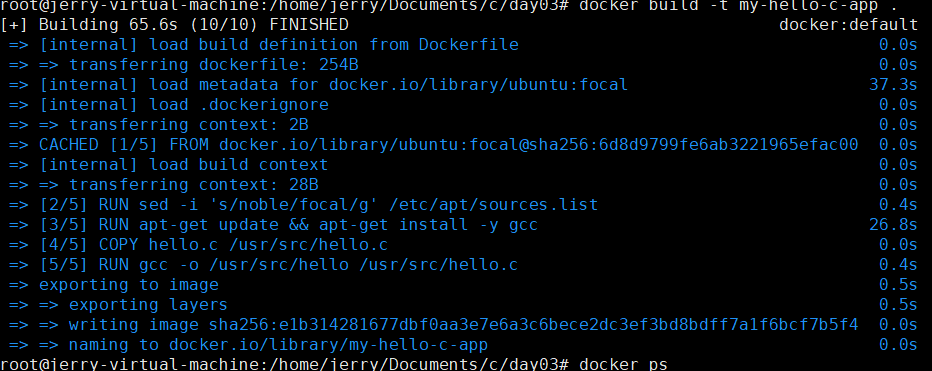 root@jerry-virtual-machine:/home/jerry/Documents/c/day03# docker build -t my-hello-c-app .
[+] Building 65.6s (10/10) FINISHED docker:default
=> [internal] load build definition from Dockerfile 0.0s
=> => transferring dockerfile: 254B 0.0s
=> [internal] load metadata for docker.io/library/ubuntu:focal 37.3s
=> [internal] load .dockerignore 0.0s
=> => transferring context: 2B 0.0s
=> CACHED [1/5] FROM docker.io/library/ubuntu:focal@sha256:6d8d9799fe6ab3221965efac00 0.0s
=> [internal] load build context 0.0s
=> => transferring context: 28B 0.0s
=> [2/5] RUN sed -i 's/noble/focal/g' /etc/apt/sources.list 0.4s
=> [3/5] RUN apt-get update && apt-get install -y gcc 26.8s
=> [4/5] COPY hello.c /usr/src/hello.c 0.0s
=> [5/5] RUN gcc -o /usr/src/hello /usr/src/hello.c 0.4s
=> exporting to image 0.5s
=> => exporting layers 0.5s
=> => writing image sha256:e1b314281677dbf0aa3e7e6a3c6bece2dc3ef3bd8bdff7a1f6bcf7b5f4 0.0s
=> => naming to docker.io/library/my-hello-c-app 0.0s
root@jerry-virtual-machine:/home/jerry/Documents/c/day03# docker ps